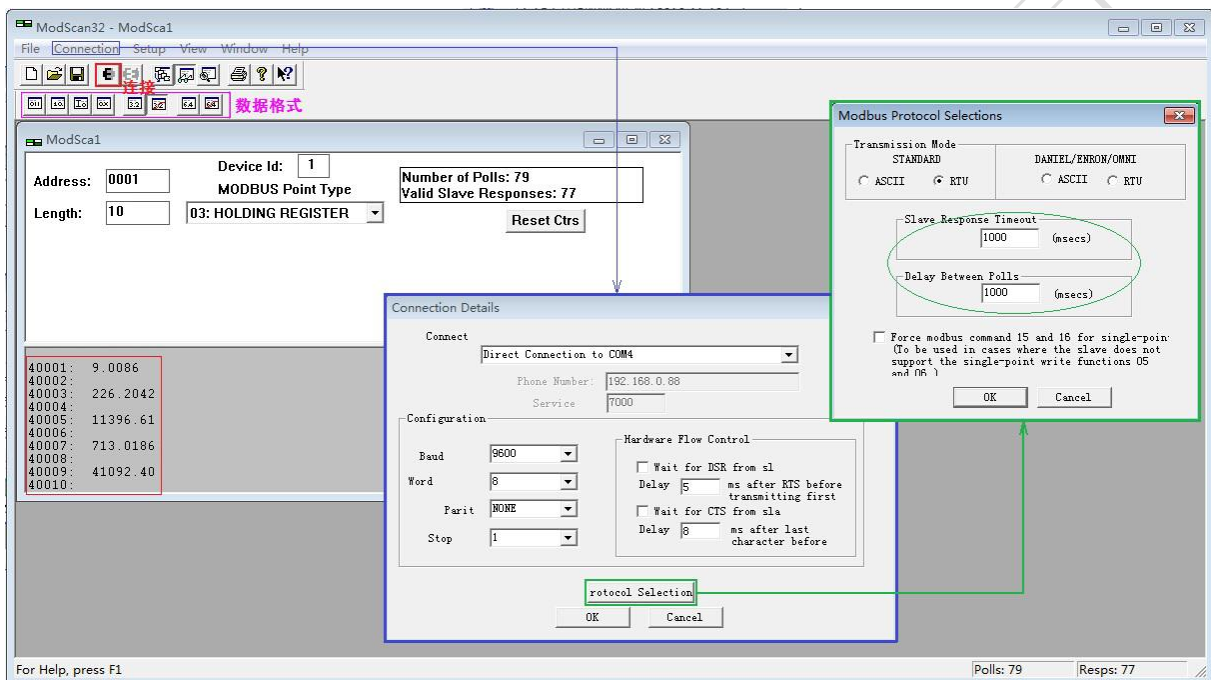 ModScan32 - ModSca1
File Connection Setup View Window Help
连接
数据格式
ModSca1
Address: 0001
Device Id: 1
MODBUS Point Type
Length: 10
03: HOLDING REGISTER
Number of Polls: 79
Valid Slave Responses: 77
Reset Ctrs
40001: 9.0086
40002:
40003: 226.2042
40004:
40005: 11396.61
40006:
40007: 713.0186
40008:
40009: 41092.40
40010:
Connection Details
Connect
Direct Connection to COM4
Phone Number: 192.168.0.88
Service 7000
Configuration
Baud 9600
Word 8
Parit NONE
Stop 1
Hardware Flow Control
Wait for DSR from sl
Delay 5 ms after RTS before
transmitting first
Wait for CTS from sla
Delay 8 ms after last
character before
rotocol Selection
OK Cancel
Modbus Protocol Selections
Transmission Mode
STANDARD
ASCII RTU
DANIEL/ENRON/OMNI
ASCII RTU
Slave Response Timeout
1000 (msecs)
Delay Between Polls
1000 (msecs)
Force modbus command 15 and 16 for single-poin
(To be used in cases where the slave does not
support the single-point write functions 05
and 06.)
OK Cancel
For Help, press F1
Polls: 79
Resps: 77